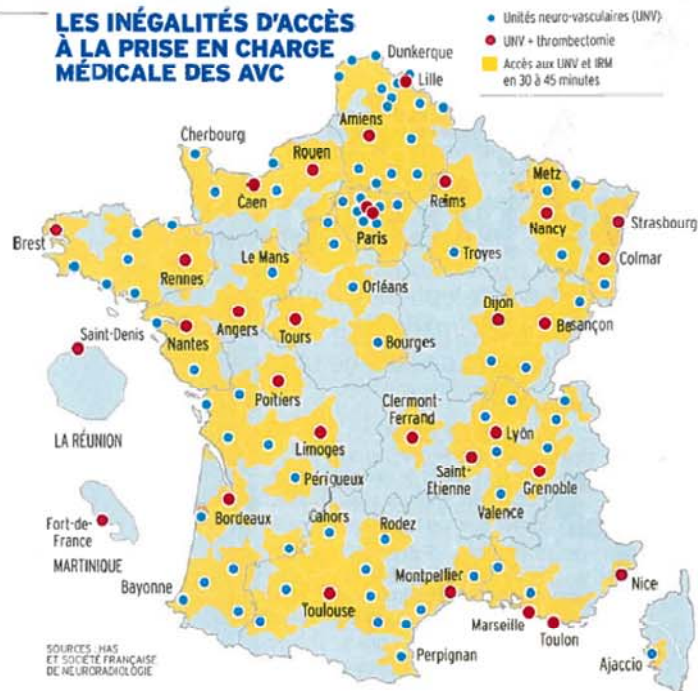 LES INÉGALITÉS D'ACCÈS
À LA PRISE EN CHARGE
MÉDICALE DES AVC
Unités neuro-vasculaires (UNV)
UNV + thrombectomie
Accès aux UNV et IRM
en 30 à 45 minutes
Dunkerque
Lille
Amiens
Cherbourg
Rouen
Caen
Reims
Metz
Nancy
Strasbourg
Colmar
Brest
Paris
Troyes
Le Mans
Rennes
Orléans
Dijon
Besançon
Angers
Tours
Nantes
Bourges
Saint-Denis
LA RÉUNION
Poitiers
Clermont-
Ferrand
Lyon
Limoges
Saint-
Etienne
Grenoble
Périgueux
Valence
Bordeaux
Cahors
Rodez
Fort-de-
France
MARTINIQUE
Bayonne
Montpellier
Nice
Toulouse
Marseille
Toulon
Perpignan
Ajaccio
SOURCES : HAS
ET SOCIÉTÉ FRANÇAISE
DE NEURORADIOLOGIE